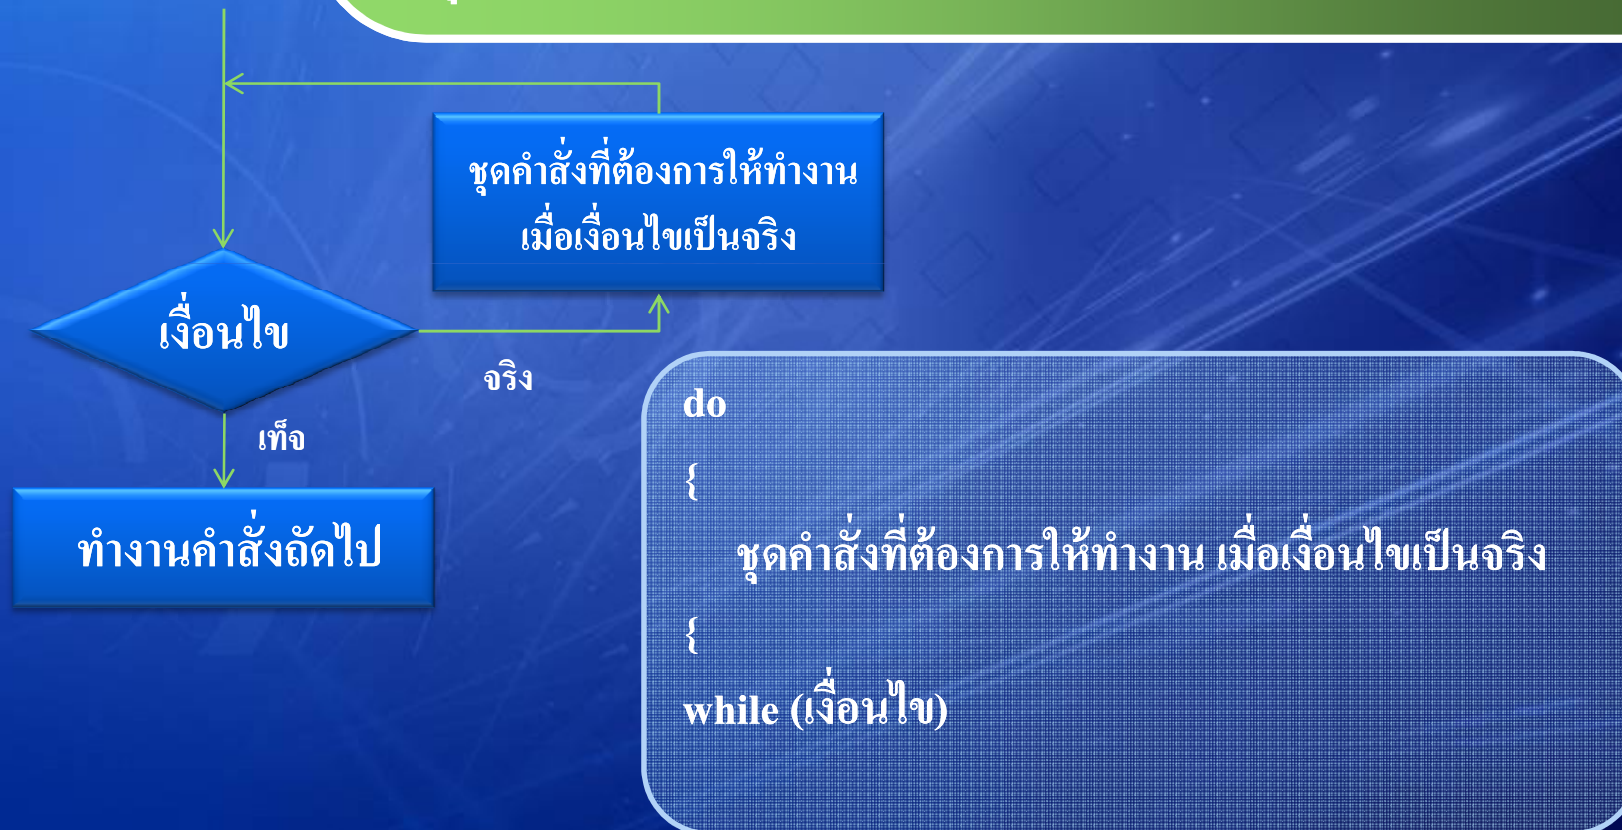 ชุดคำสั่งที่ต้องการให้ทำงาน
เมื่อเงื่อนไขเป็นจริง
เงื่อนไข
จริง
เท็จ
ทำงานคำสั่งถัดไป
do
{
ชุดคำสั่งที่ต้องการให้ทำงาน เมื่อเงื่อนไขเป็นจริง
{
while (เงื่อนไข)